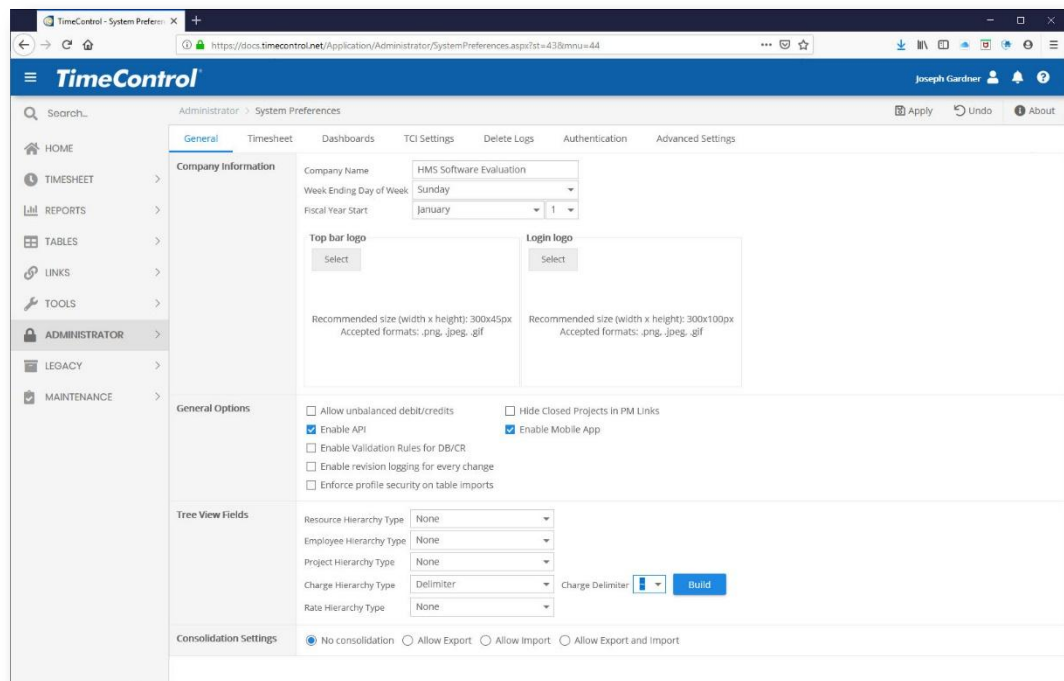 TimeControl - System Preferen
https://docs.timecontrol.net/Application/Administrator/SystemPreferences.aspx?st=43&mnu=44
TimeControl
Joseph Gardner
Search...
Administrator > System Preferences
Apply
Undo
About
General
Timesheet
Dashboards
TCI Settings
Delete Logs
Authentication
Advanced Settings
HOME
TIMESHEET
REPORTS
TABLES
LINKS
TOOLS
ADMINISTRATOR
LEGACY
MAINTENANCE
Company Information
Company Name HMS Software Evaluation
Week Ending Day of Week Sunday
Fiscal Year Start January 1
Top bar logo
Select
Recommended size (width x height): 300x45px
Accepted formats: .png, .jpeg, .gif
Login logo
Select
Recommended size (width x height): 300x100px
Accepted formats: .png, .jpeg, .gif
General Options
Allow unbalanced debit/credits
Hide Closed Projects in PM Links
Enable API
Enable Mobile App
Enable Validation Rules for DB/CR
Enable revision logging for every change
Enforce profile security on table imports
Tree View Fields
Resource Hierarchy Type None
Employee Hierarchy Type None
Project Hierarchy Type None
Charge Hierarchy Type Delimiter Charge Delimiter Build
Rate Hierarchy Type None
Consolidation Settings
No consolidation Allow Export Allow Import Allow Export and Import